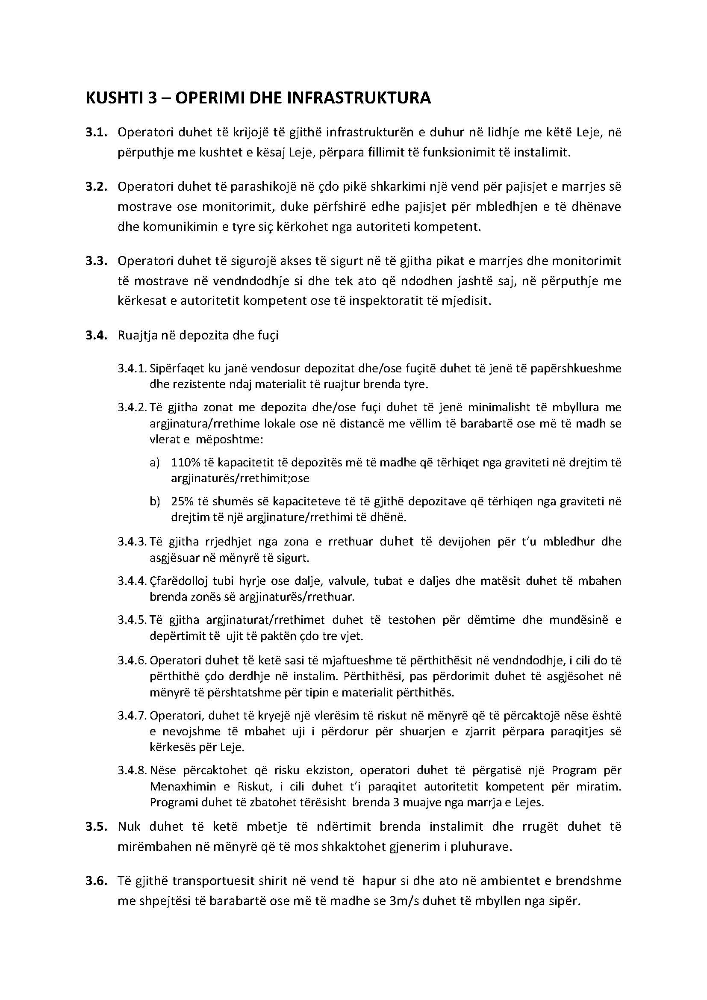 KUSHTI 3 – OPERIMI DHE INFRASTRUKTURA
3.1. Operatori duhet të krijojë të gjithë infrastrukturën e duhur në lidhje me këtë Leje, në
përputhje me kushtet e kësaj Leje, përpara fillimit të funksionimit të instalimit.
3.2. Operatori duhet të parashikojë në çdo pikë shkarkimi një vend për pajisjet e marrjes së
mostrave ose monitorimit, duke përfshirë edhe pajisjet për mbledhjen e të dhënave
dhe komunikimin e tyre siç kërkohet nga autoriteti kompetent.
3.3. Operatori duhet të sigurojë akses të sigurt në të gjitha pikat e marrjes dhe monitorimit
të mostrave në vendndodhje si dhe tek ato që ndodhen jashtë saj, në përputhje me
kërkesat e autoritetit kompetent ose të inspektoratit të mjedisit.
3.4. Ruajtja në depozita dhe fuçi
3.4.1. Sipërfaqet ku janë vendosur depozitat dhe/ose fuçitë duhet të jenë të papërshkueshme
dhe rezistente ndaj materialit të ruajtur brenda tyre.
3.4.2. Të gjitha zonat me depozita dhe/ose fuçi duhet të jenë minimalisht të mbyllura me
argjinatura/rrethime lokale ose në distancë me vëllim të barabartë ose më të madh se
vlerat e mëposhtme:
a) 110% të kapacitetit të depozitës më të madhe që tërhiqet nga graviteti në drejtim të
argjinaturës/rrethimit;ose
b) 25% të shumës së kapaciteteve të të gjithë depozitave që tërhiqen nga graviteti në
drejtim të një argjinature/rrethimi të dhënë.
3.4.3. Të gjitha rrjedhjet nga zona e rrethuar duhet të devijohen për t’u mbledhur dhe
asgjësuar në mënyrë të sigurt.
3.4.4. Çfarëdolloj tubi hyrje ose dalje, valvule, tubat e daljes dhe matësit duhet të mbahen
brenda zonës së argjinaturës/rrethuar.
3.4.5. Të gjitha argjinaturat/rrethimet duhet të testohen për dëmtime dhe mundësinë e
depërtimit të ujit të paktën çdo tre vjet.
3.4.6. Operatori duhet të ketë sasi të mjaftueshme të përthithësit në vendndodhje, i cili do të
përthithë çdo derdhje në instalim. Përthithësi, pas përdorimit duhet të asgjësohet në
mënyrë të përshtatshme për tipin e materialit përthithës.
3.4.7. Operatori, duhet të kryejë një vlerësim të riskut në mënyrë që të përcaktojë nëse është
e nevojshme të mbahet uji i përdorur për shuarjen e zjarrit përpara paraqitjes së
kërkesës për Leje.
3.4.8. Nëse përcaktohet që risku ekziston, operatori duhet të përgatisë një Program për
Menaxhimin e Riskut, i cili duhet t’i paraqitet autoritetit kompetent për miratim.
Programi duhet të zbatohet tërësisht brenda 3 muajve nga marrja e Lejes.
3.5. Nuk duhet të ketë mbetje të ndërtimit brenda instalimit dhe rrugët duhet të
mirëmbahen në mënyrë që të mos shkaktohet gjenerim i pluhurave.
3.6. Të gjithë transportuesit shirit në vend të hapur si dhe ato në ambientet e brendshme
me shpejtësi të barabartë ose më të madhe se 3m/s duhet të mbyllen nga sipër.